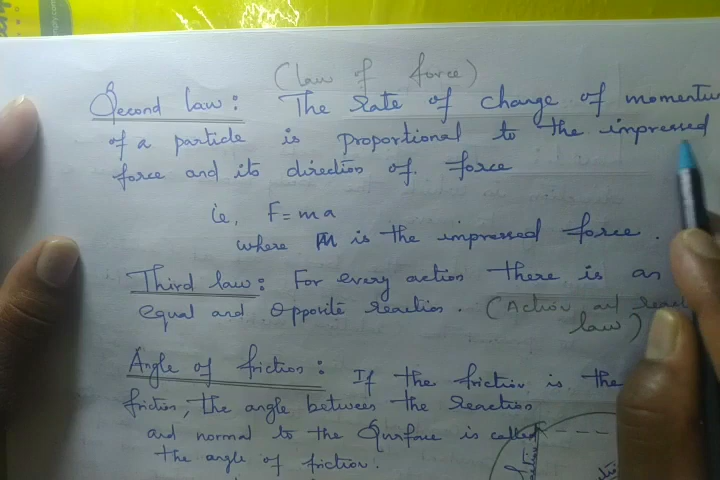 (law of force)
Second law: The rate of change of momentu
of a particle is proportional to the impressed
force and its direction of. force
ie, F = ma
where m is the impressed force.
Third law: For every action there is an
equal and opposite reaction. (Action and react
law)
Angle of friction: If the friction is the
friction, the angle between the reaction
and normal to the Surface is called
the angle of friction.